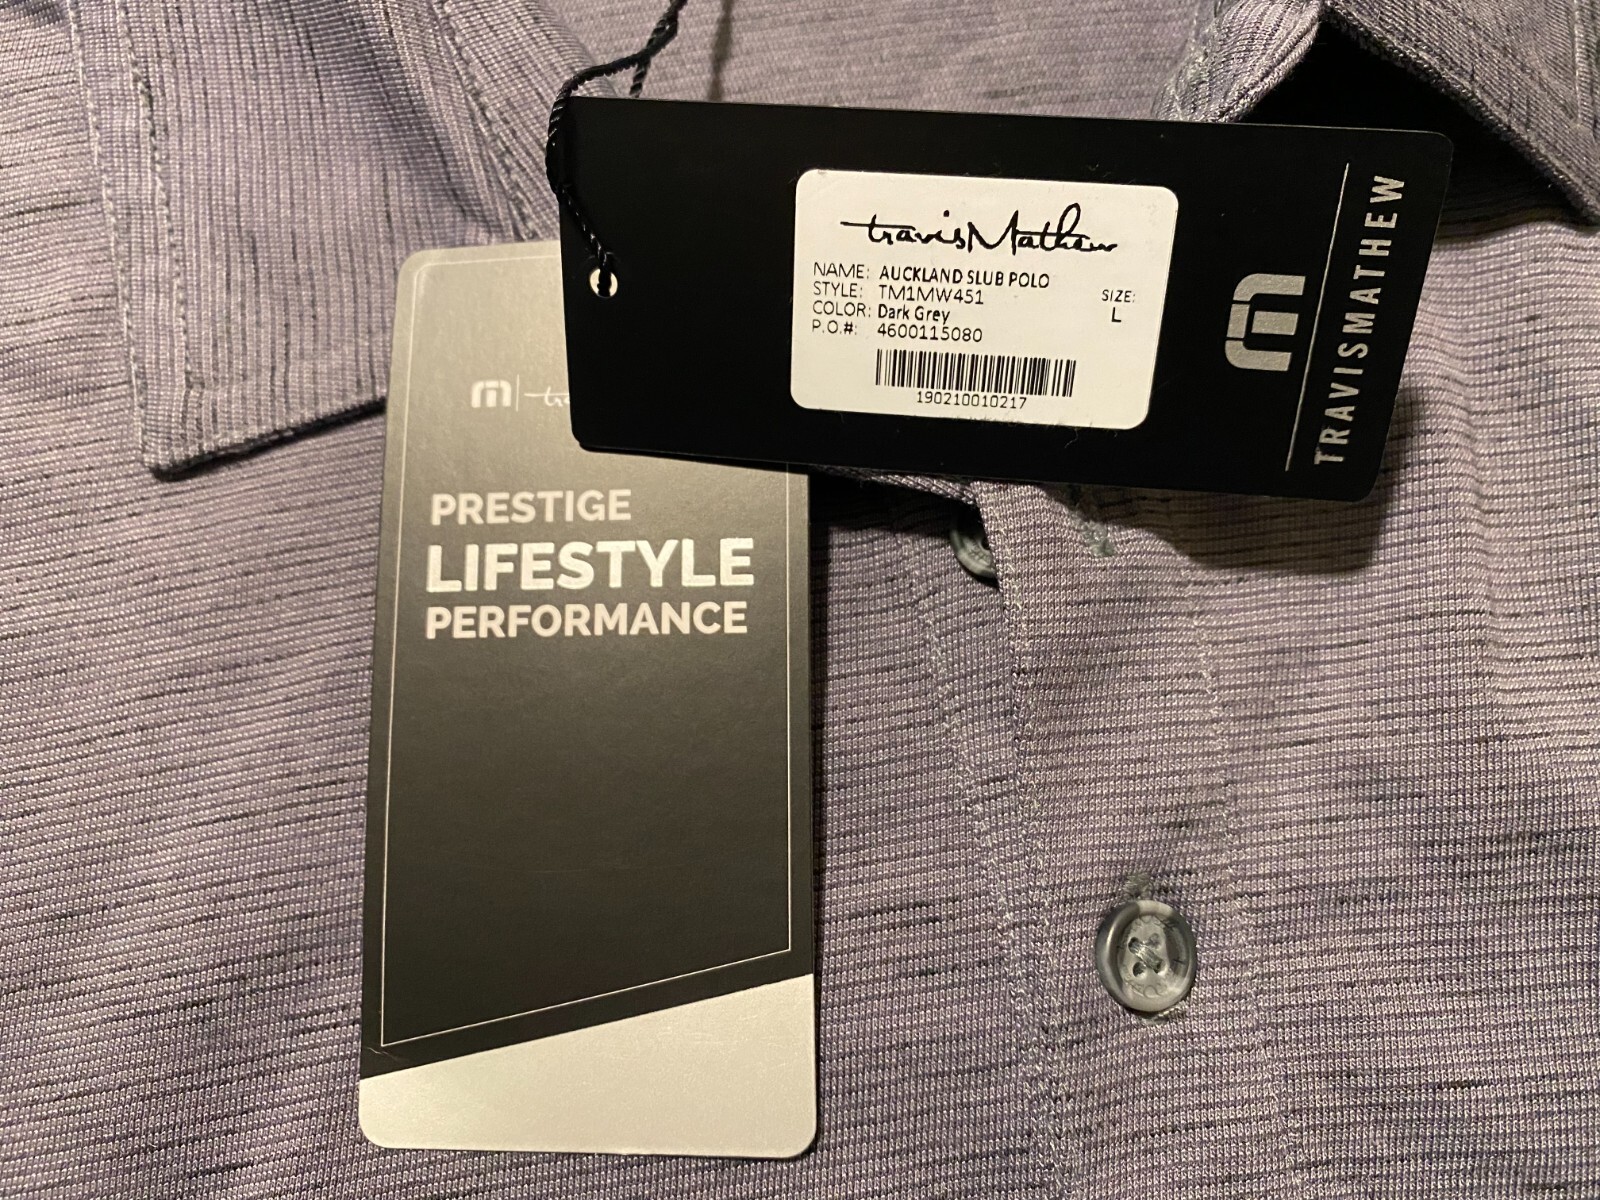 travisMathew
NAME: AUCKLAND SLUB POLO
STYLE: TM1MW451
COLOR: Dark Grey
P.O.#: 4600115080
SIZE:
L
190210010217
TRAVISMATHEW
PRESTIGE
LIFESTYLE
PERFORMANCE